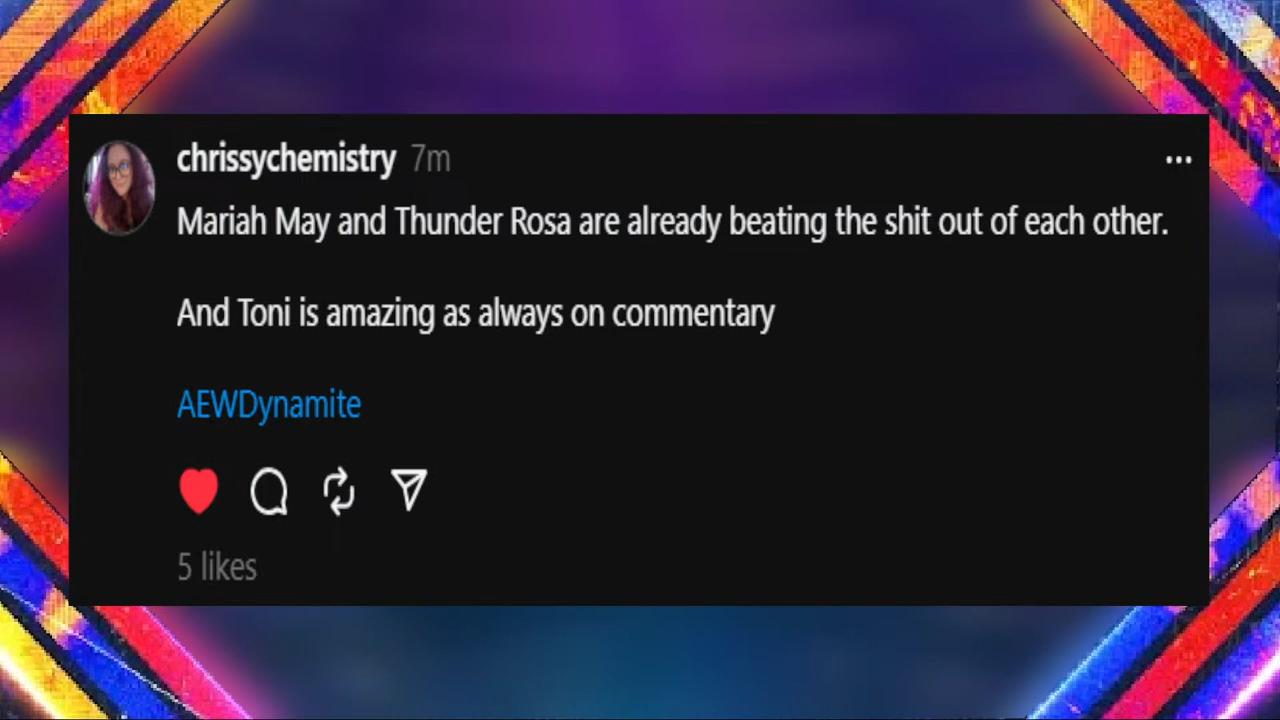 chrissychemistry 7m
Mariah May and Thunder Rosa are already beating the shit out of each other.
And Toni is amazing as always on commentary
AEWDynamite
5 likes